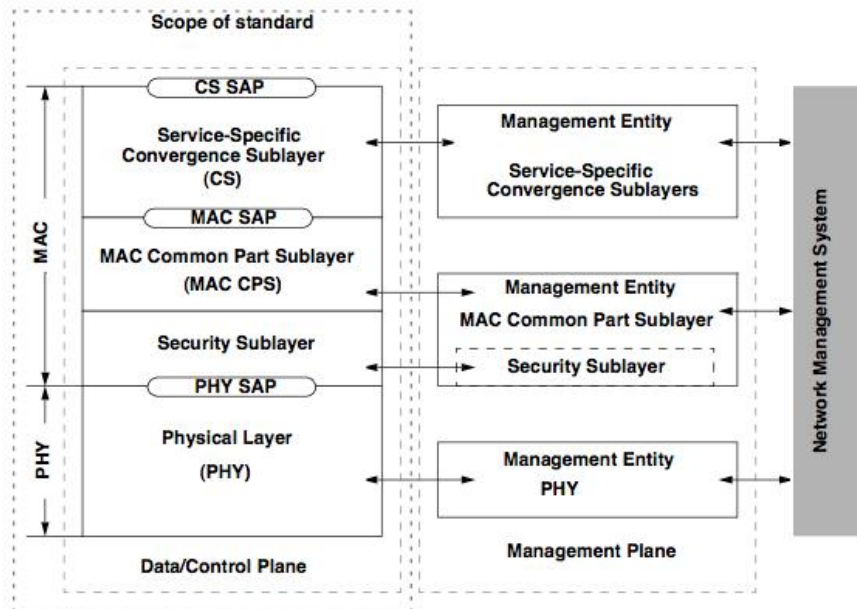 Scope of standard
CS SAP
Service-Specific
Convergence Sublayer
(CS)
MAC SAP
MAC Common Part Sublayer
(MAC CPS)
Security Sublayer
PHY SAP
Physical Layer
(PHY)
Data/Control Plane
MAC
PHY
Management Entity
Service-Specific
Convergence Sublayers
Management Entity
MAC Common Part Sublayer
Security Sublayer
Management Entity
PHY
Management Plane
Network Management System